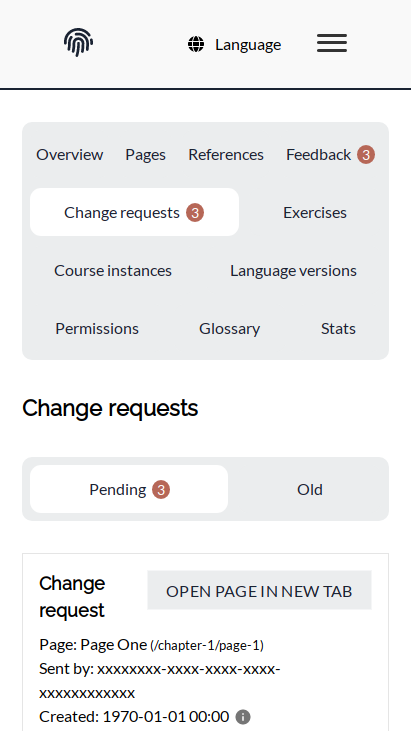 Language
Overview Pages References Feedback 3
Change requests 3 Exercises
Course instances Language versions
Permissions Glossary Stats
Change requests
Pending 3 Old
Change request
OPEN PAGE IN NEW TAB
Page: Page One (/chapter-1/page-1)
Sent by: xxxxxxxx-xxxx-xxxx-xxxx-
xxxxxxxxxxxx
Created: 1970-01-01 00:00